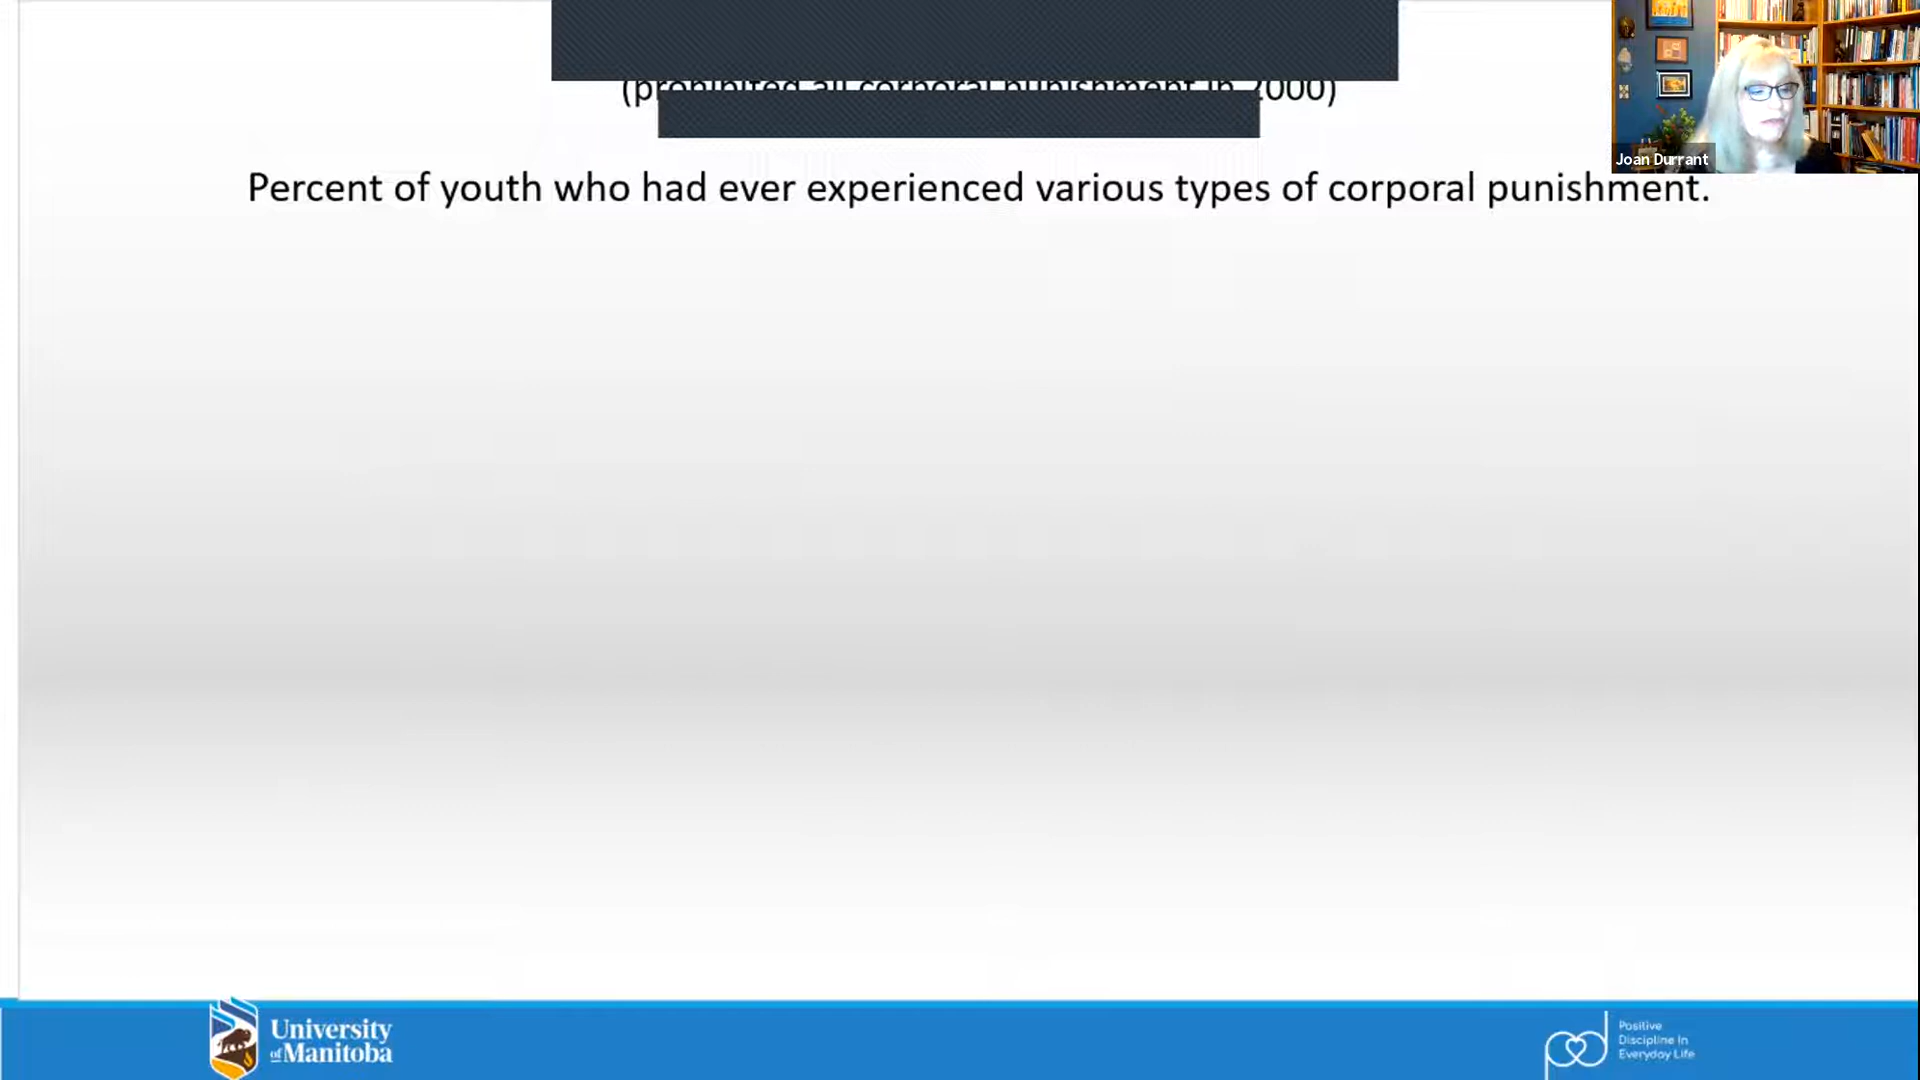 (prohibited all corporal punishment in 2000)
Percent of youth who had ever experienced various types of corporal punishment.
Joan Durrant
University
of Manitoba
Positive
Discipline In
Everyday Life